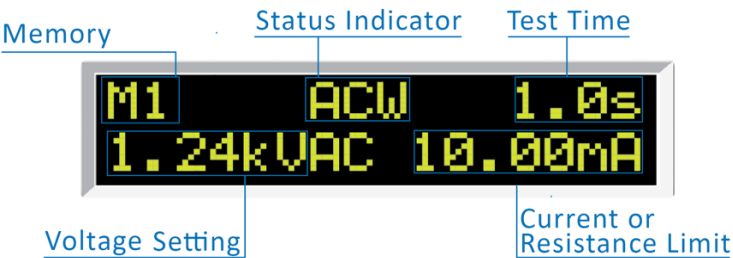 Memory
Status Indicator
Test Time
M1 ACW 1.0s
1.24kVAC 10.00mA
Voltage Setting
Current or
Resistance Limit